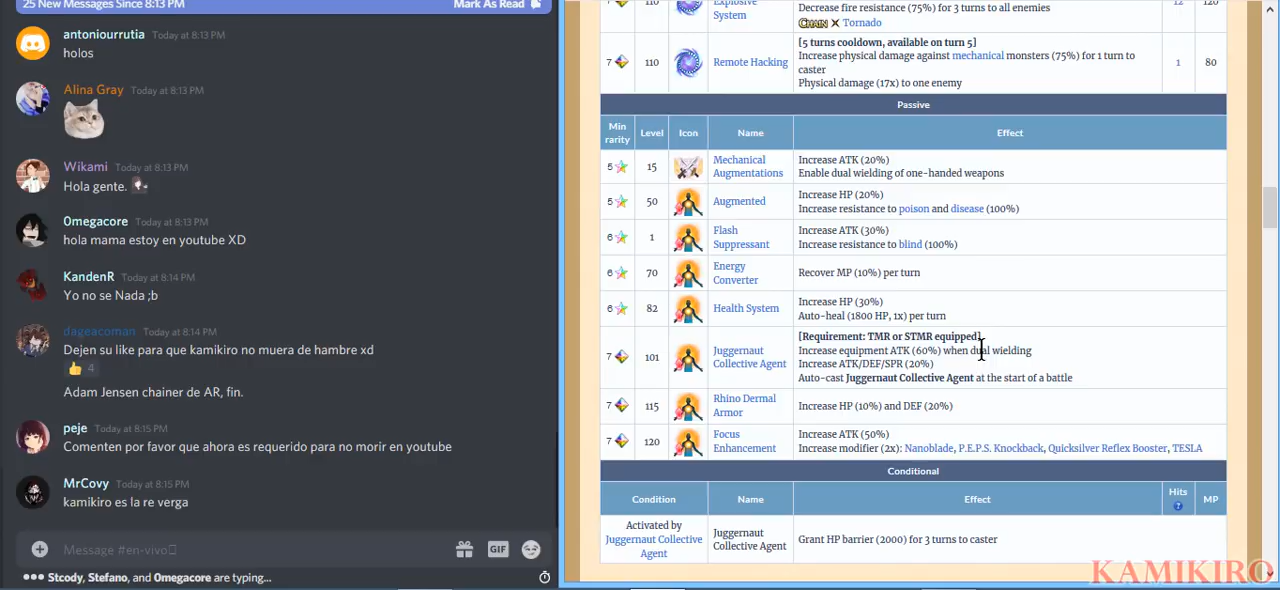 25 New Messages Since 8:13 PM
Mark As Read
antoniourrutia Today at 8:13 PM
holos
Alina Gray Today at 8:13 PM
Wikami Today at 8:13 PM
Hola gente.
Omegacore Today at 8:13 PM
hola mama estoy en youtube XD
KandenR Today at 8:14 PM
Yo no se Nada ;b
dageacoman Today at 8:14 PM
Dejen su like para que kamikiro no muera de hambre xd
4
Adam Jensen chainer de AR, fin.
peje Today at 8:15 PM
Comenten por favor que ahora es requerido para no morir en youtube
MrCovy Today at 8:15 PM
kamikiro es la re verga
Message #en-vivo
GIF
Stcody, Stefano, and Omegacore are typing...
7 110 Explosive System
Decrease fire resistance (75%) for 3 turns to all enemies
CHAIN X Tornado
12 120
7 110 Remote Hacking
[5 turns cooldown, available on turn 5]
Increase physical damage against mechanical monsters (75%) for 1 turn to
caster
Physical damage (17x) to one enemy
1 80
Passive
Min rarity Level Icon Name Effect
5 15 Mechanical Augmentations
Increase ATK (20%)
Enable dual wielding of one-handed weapons
5 50 Augmented
Increase HP (20%)
Increase resistance to poison and disease (100%)
6 1 Flash Suppressant
Increase ATK (30%)
Increase resistance to blind (100%)
6 70 Energy Converter
Recover MP (10%) per turn
6 82 Health System
Increase HP (30%)
Auto-heal (1800 HP, 1x) per turn
7 101 Juggernaut Collective Agent
[Requirement: TMR or STMR equipped]
Increase equipment ATK (60%) when dual wielding
Increase ATK/DEF/SPR (20%)
Auto-cast Juggernaut Collective Agent at the start of a battle
7 115 Rhino Dermal Armor
Increase HP (10%) and DEF (20%)
7 120 Focus Enhancement
Increase ATK (50%)
Increase modifier (2x): Nanoblade, P.E.P.S. Knockback, Quicksilver Reflex Booster, TESLA
Conditional
Condition Name Effect Hits MP
Activated by Juggernaut Collective Agent
Juggernaut Collective Agent
Grant HP barrier (2000) for 3 turns to caster
KAMIKIRO